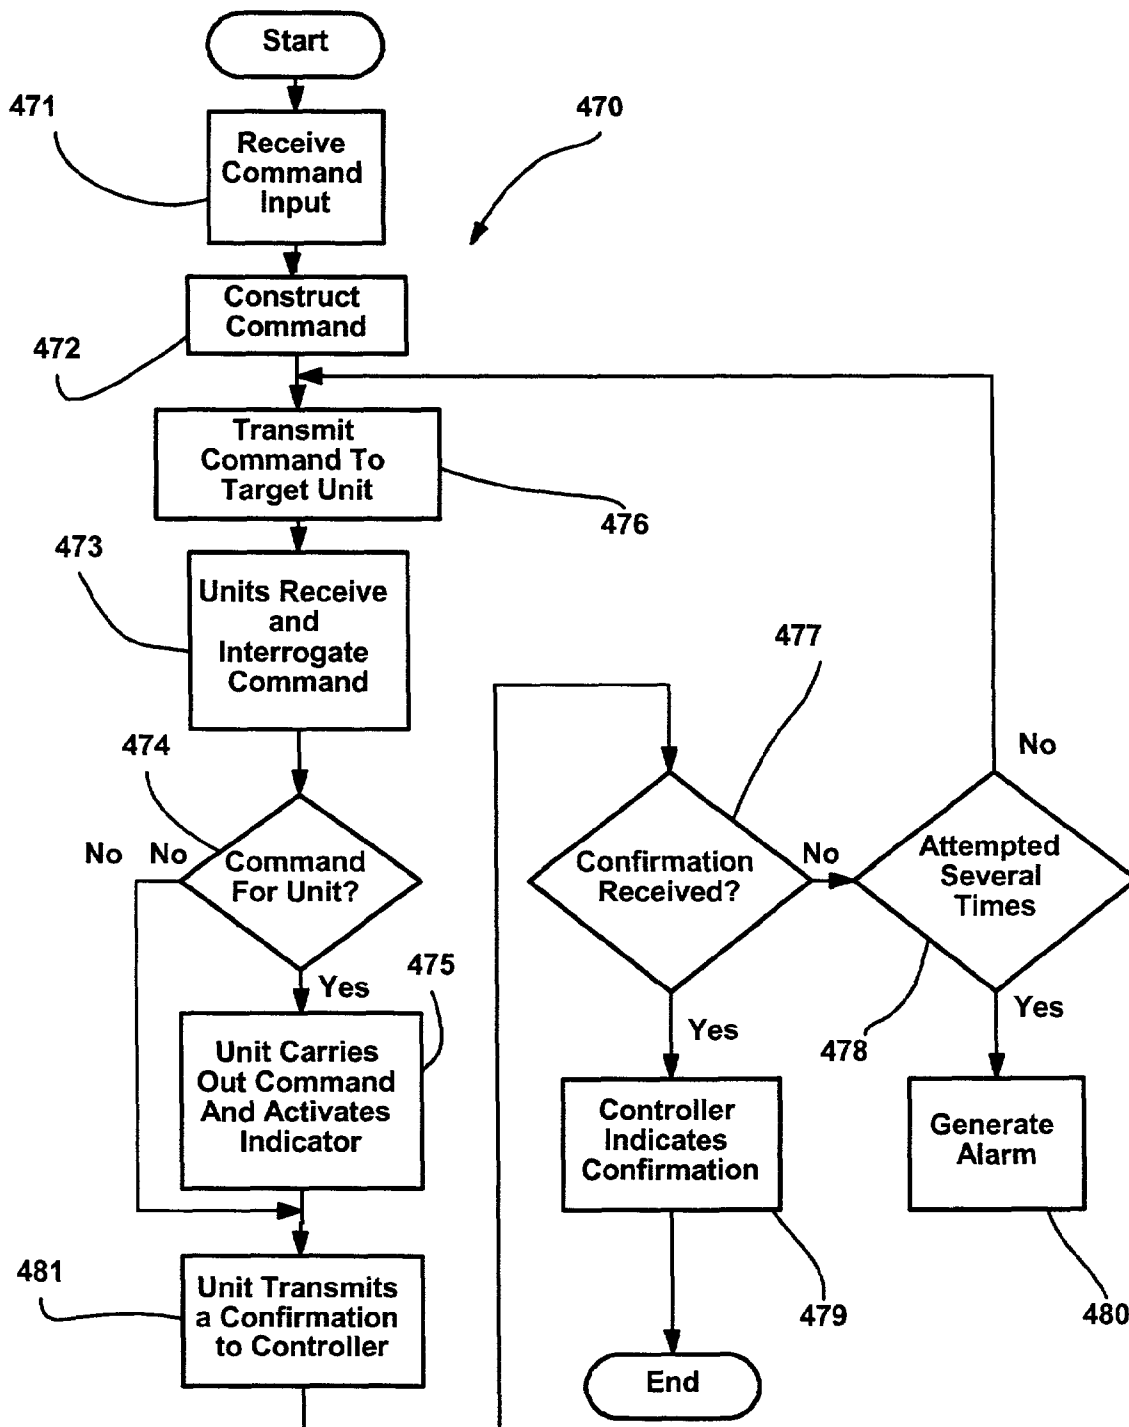 Start
471
470
Receive
Command
Input
Construct
Command
472
Transmit
Command To
Target Unit
476
473
Units Receive
and
Interrogate
Command
477
474
No
No No
Command
For Unit?
Confirmation
Received?
No
Attempted
Several
Times
Yes
475
Yes
Yes
478
Unit Carries
Out Command
And Activates
Indicator
Controller
Indicates
Confirmation
Generate
Alarm
481
Unit Transmits
a Confirmation
to Controller
479
480
End